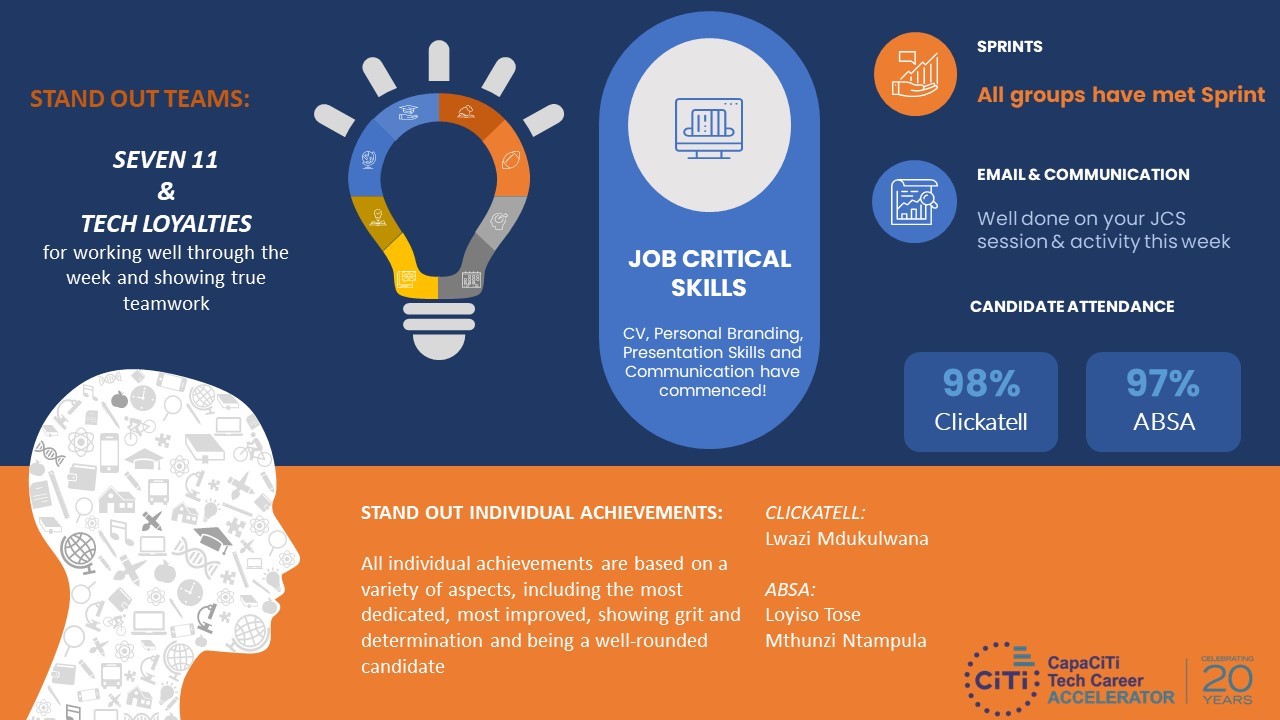 STAND OUT TEAMS:
SEVEN 11
&
TECH LOYALTIES
for working well through the
week and showing true
teamwork
JOB CRITICAL
SKILLS
CV, Personal Branding,
Presentation Skills and
Communication have
commenced!
SPRINTS
All groups have met Sprint
EMAIL & COMMUNICATION
Well done on your JCS
session & activity this week
CANDIDATE ATTENDANCE
98%
Clickatell
97%
ABSA
STAND OUT INDIVIDUAL ACHIEVEMENTS:
All individual achievements are based on a
variety of aspects, including the most
dedicated, most improved, showing grit and
determination and being a well-rounded
candidate
CLICKATELL:
Lwazi Mdukulwana
ABSA:
Loyiso Tose
Mthunzi Ntampula
CiTi
CapaCiTi
Tech Career
ACCELERATOR
CELEBRATING
20
YEARS